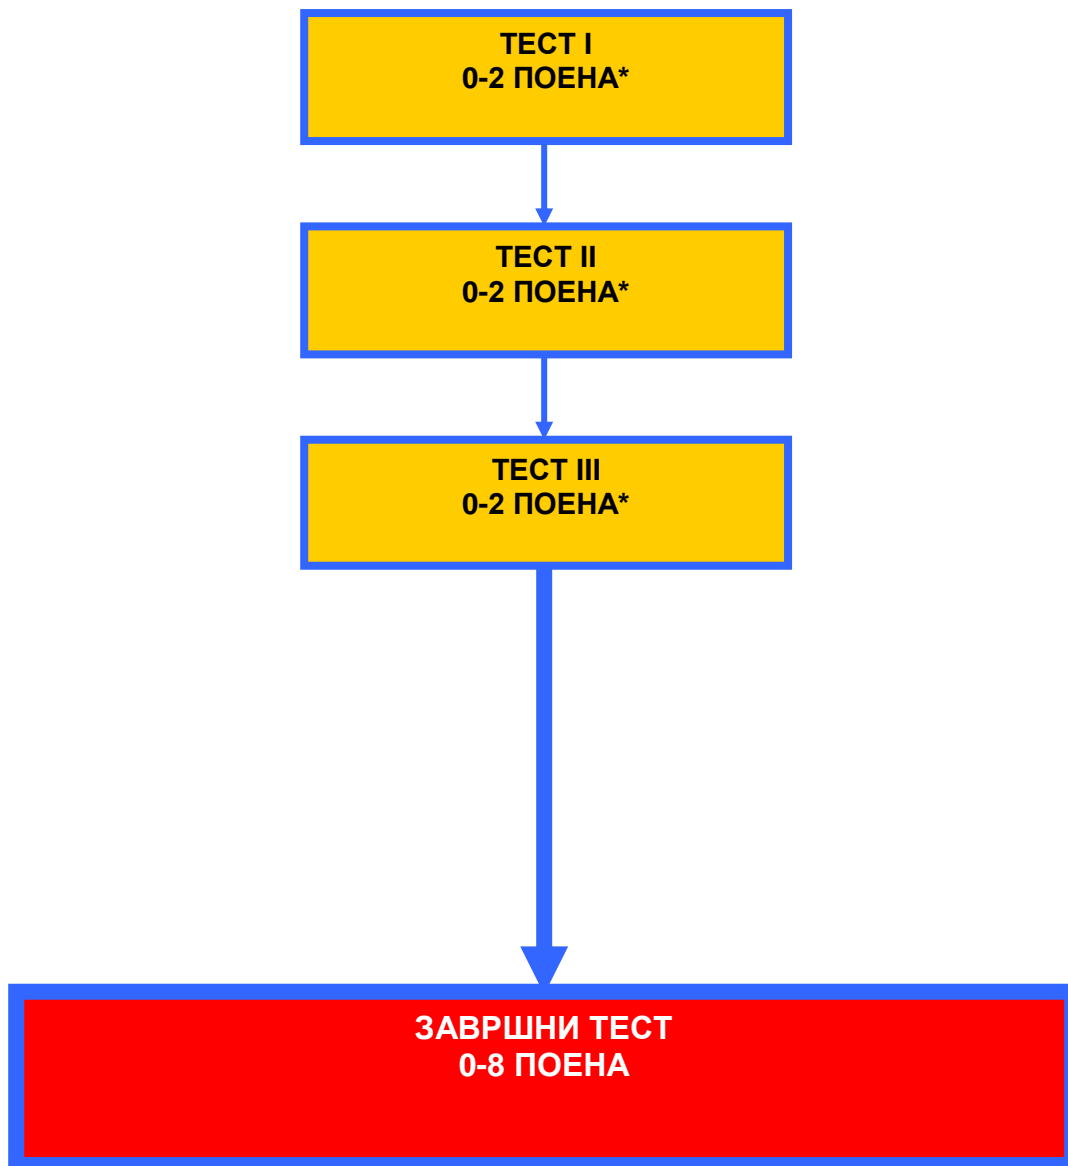 ТЕСТ I
0-2 ПОЕНА*
ТЕСТ II
0-2 ПОЕНА*
ТЕСТ III
0-2 ПОЕНА*
ЗАВРШНИ ТЕСТ
0-8 ПОЕНА